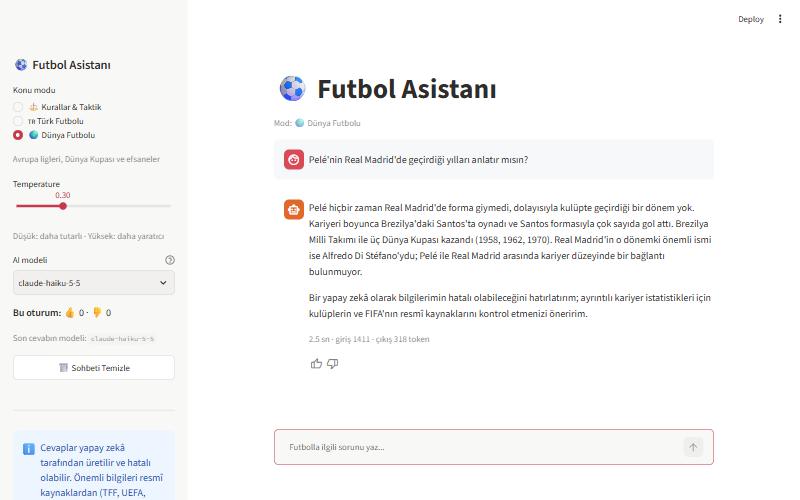 Deploy
Futbol Asistanı
Konu modu
Kurallar & Taktik
TR Türk Futbolu
Dünya Futbolu
Avrupa ligleri, Dünya Kupası ve efsaneler
Temperature
0.30
Düşük: daha tutarlı · Yüksek: daha yaratıcı
AI modeli
claude-haiku-5-5
Bu oturum: 👍 0 · 👎 0
Son cevabın modeli: claude-haiku-5-5
Sohbeti Temizle
Cevaplar yapay zekâ
tarafından üretilir ve hatalı
olabilir. Önemli bilgileri resmî
kaynaklardan (TFF, UEFA,
Futbol Asistanı
Mod: Dünya Futbolu
Pelé'nin Real Madrid'de geçirdiği yılları anlatır mısın?
Pelé hiçbir zaman Real Madrid'de forma giymedi, dolayısıyla kulüpte geçirdiği bir dönem yok.
Kariyeri boyunca Brezilya'daki Santos'ta oynadı ve Santos formasıyla çok sayıda gol attı. Brezilya
Milli Takımı ile üç Dünya Kupası kazandı (1958, 1962, 1970). Real Madrid'in o dönemki önemli ismi
ise Alfredo Di Stéfano'ydu; Pelé ile Real Madrid arasında kariyer düzeyinde bir bağlantı
bulunmuyor.
Bir yapay zekâ olarak bilgilerimin hatalı olabileceğini hatırlatırım; ayrıntılı kariyer istatistikleri için
kulüplerin ve FIFA'nın resmî kaynaklarını kontrol etmenizi öneririm.
2.5 sn · giriş 1411 · çıkış 318 token
Futbolla ilgili sorunu yaz...